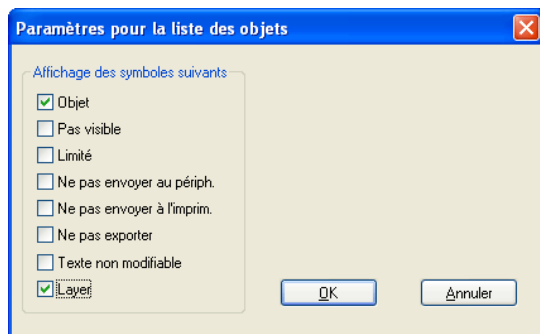 Paramètres pour la liste des objets
Affichage des symboles suivants
Objet
Pas visible
Limité
Ne pas envoyer au périph.
Ne pas envoyer à l'imprim.
Ne pas exporter
Texte non modifiable
Layer
OK
Annuler